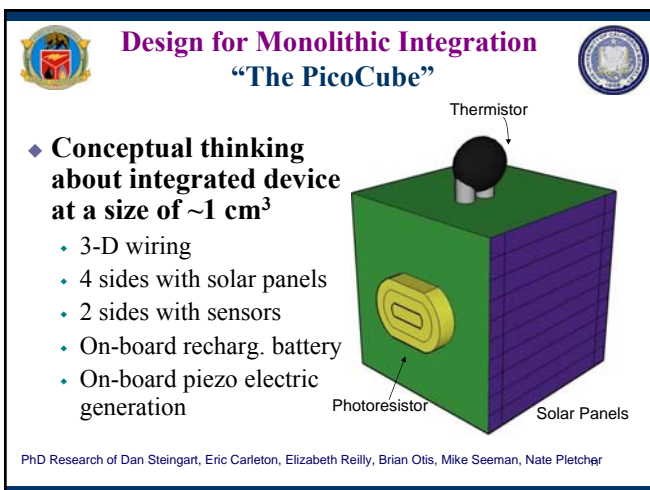 Design for Monolithic Integration
“The PicoCube”
Thermistor
Conceptual thinking
about integrated device
at a size of ~1 cm³
3-D wiring
4 sides with solar panels
2 sides with sensors
On-board recharg. battery
On-board piezo electric
generation
Photoresistor
Solar Panels
PhD Research of Dan Steingart, Eric Carleton, Elizabeth Reilly, Brian Otis, Mike Seeman, Nate Pletcher